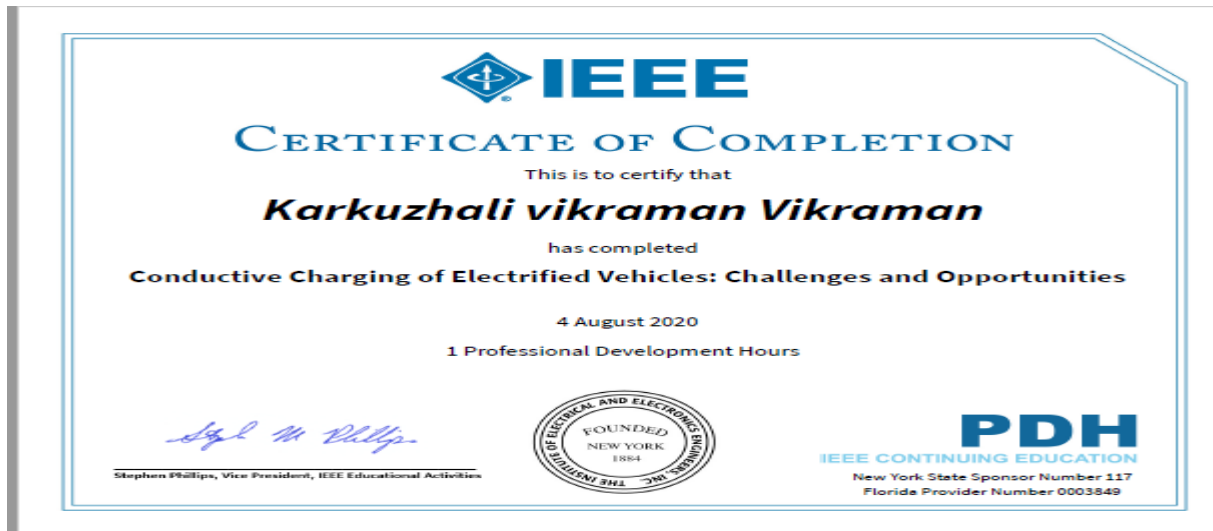 IEEE
CERTIFICATE OF COMPLETION
This is to certify that
Karkuzhali vikraman Vikraman
has completed
Conductive Charging of Electrified Vehicles: Challenges and Opportunities
4 August 2020
1 Professional Development Hours
Steph M Phillips
Stephen Phillips, Vice President, IEEE Educational Activities
THE INSTITUTE OF ELECTRICAL AND ELECTRONICS ENGINEERS, INC.
FOUNDED
NEW YORK
1884
PDH
IEEE CONTINUING EDUCATION
New York State Sponsor Number 117
Florida Provider Number 0003849